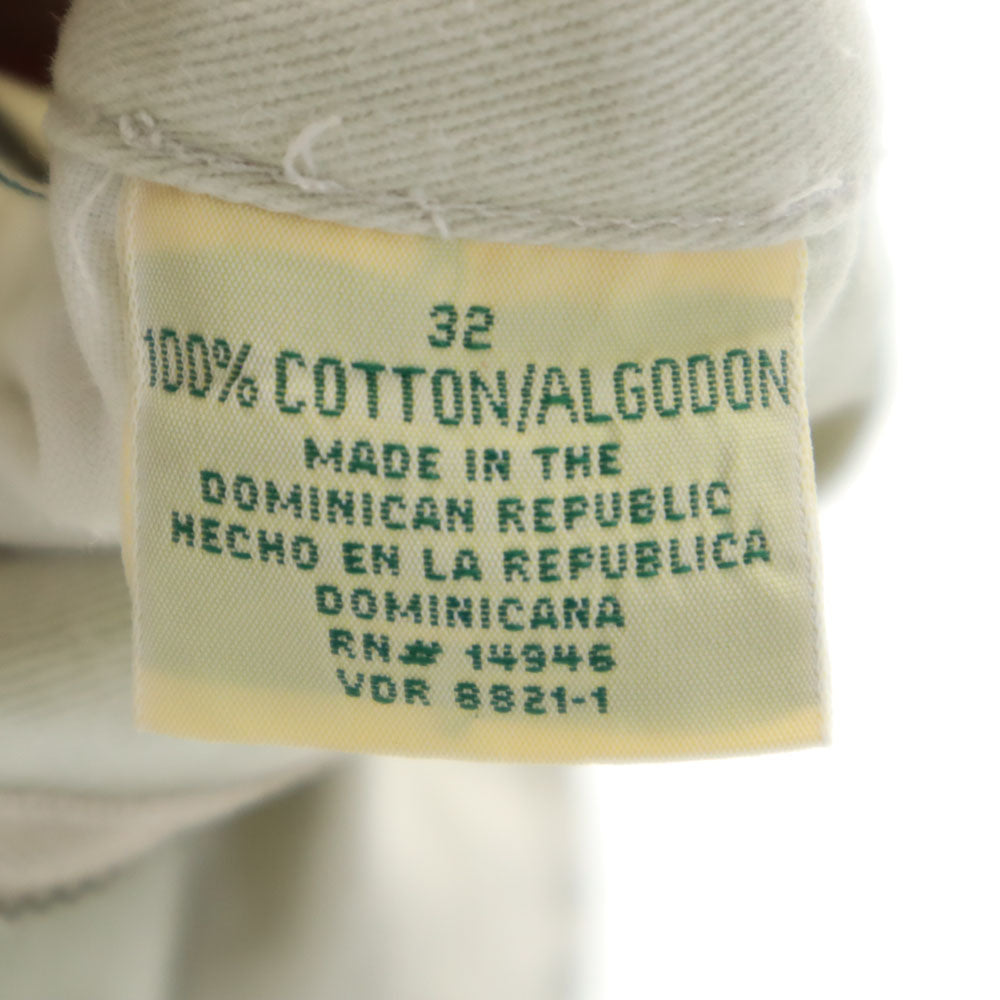 32
100% COTTON/ALGODON
MADE IN THE
DOMINICAN REPUBLIC
HECHO EN LA REPUBLICA
DOMINICANA
RN# 14946
VDR 8821-1